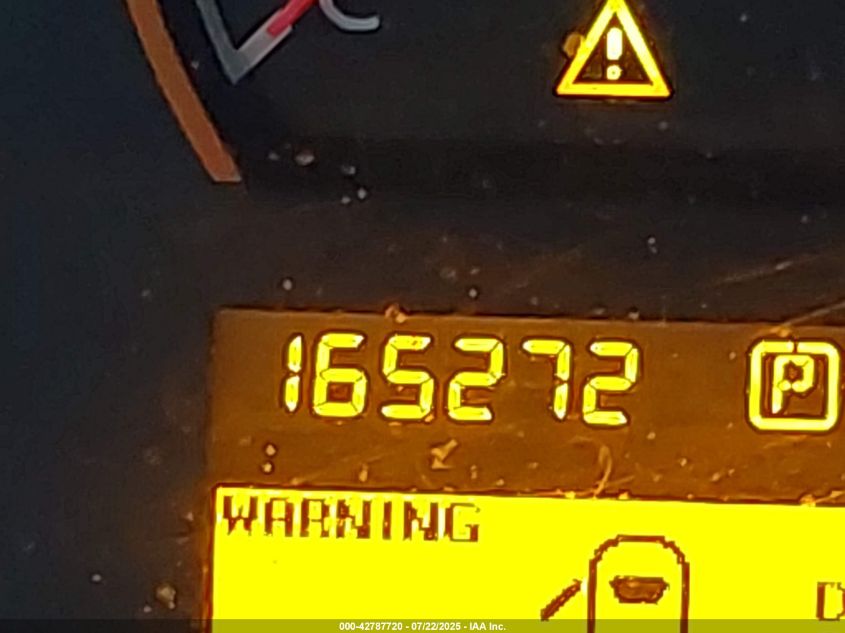 165272 P
WARNING
D
000-42787720 - 07/22/2025 - IAA Inc.